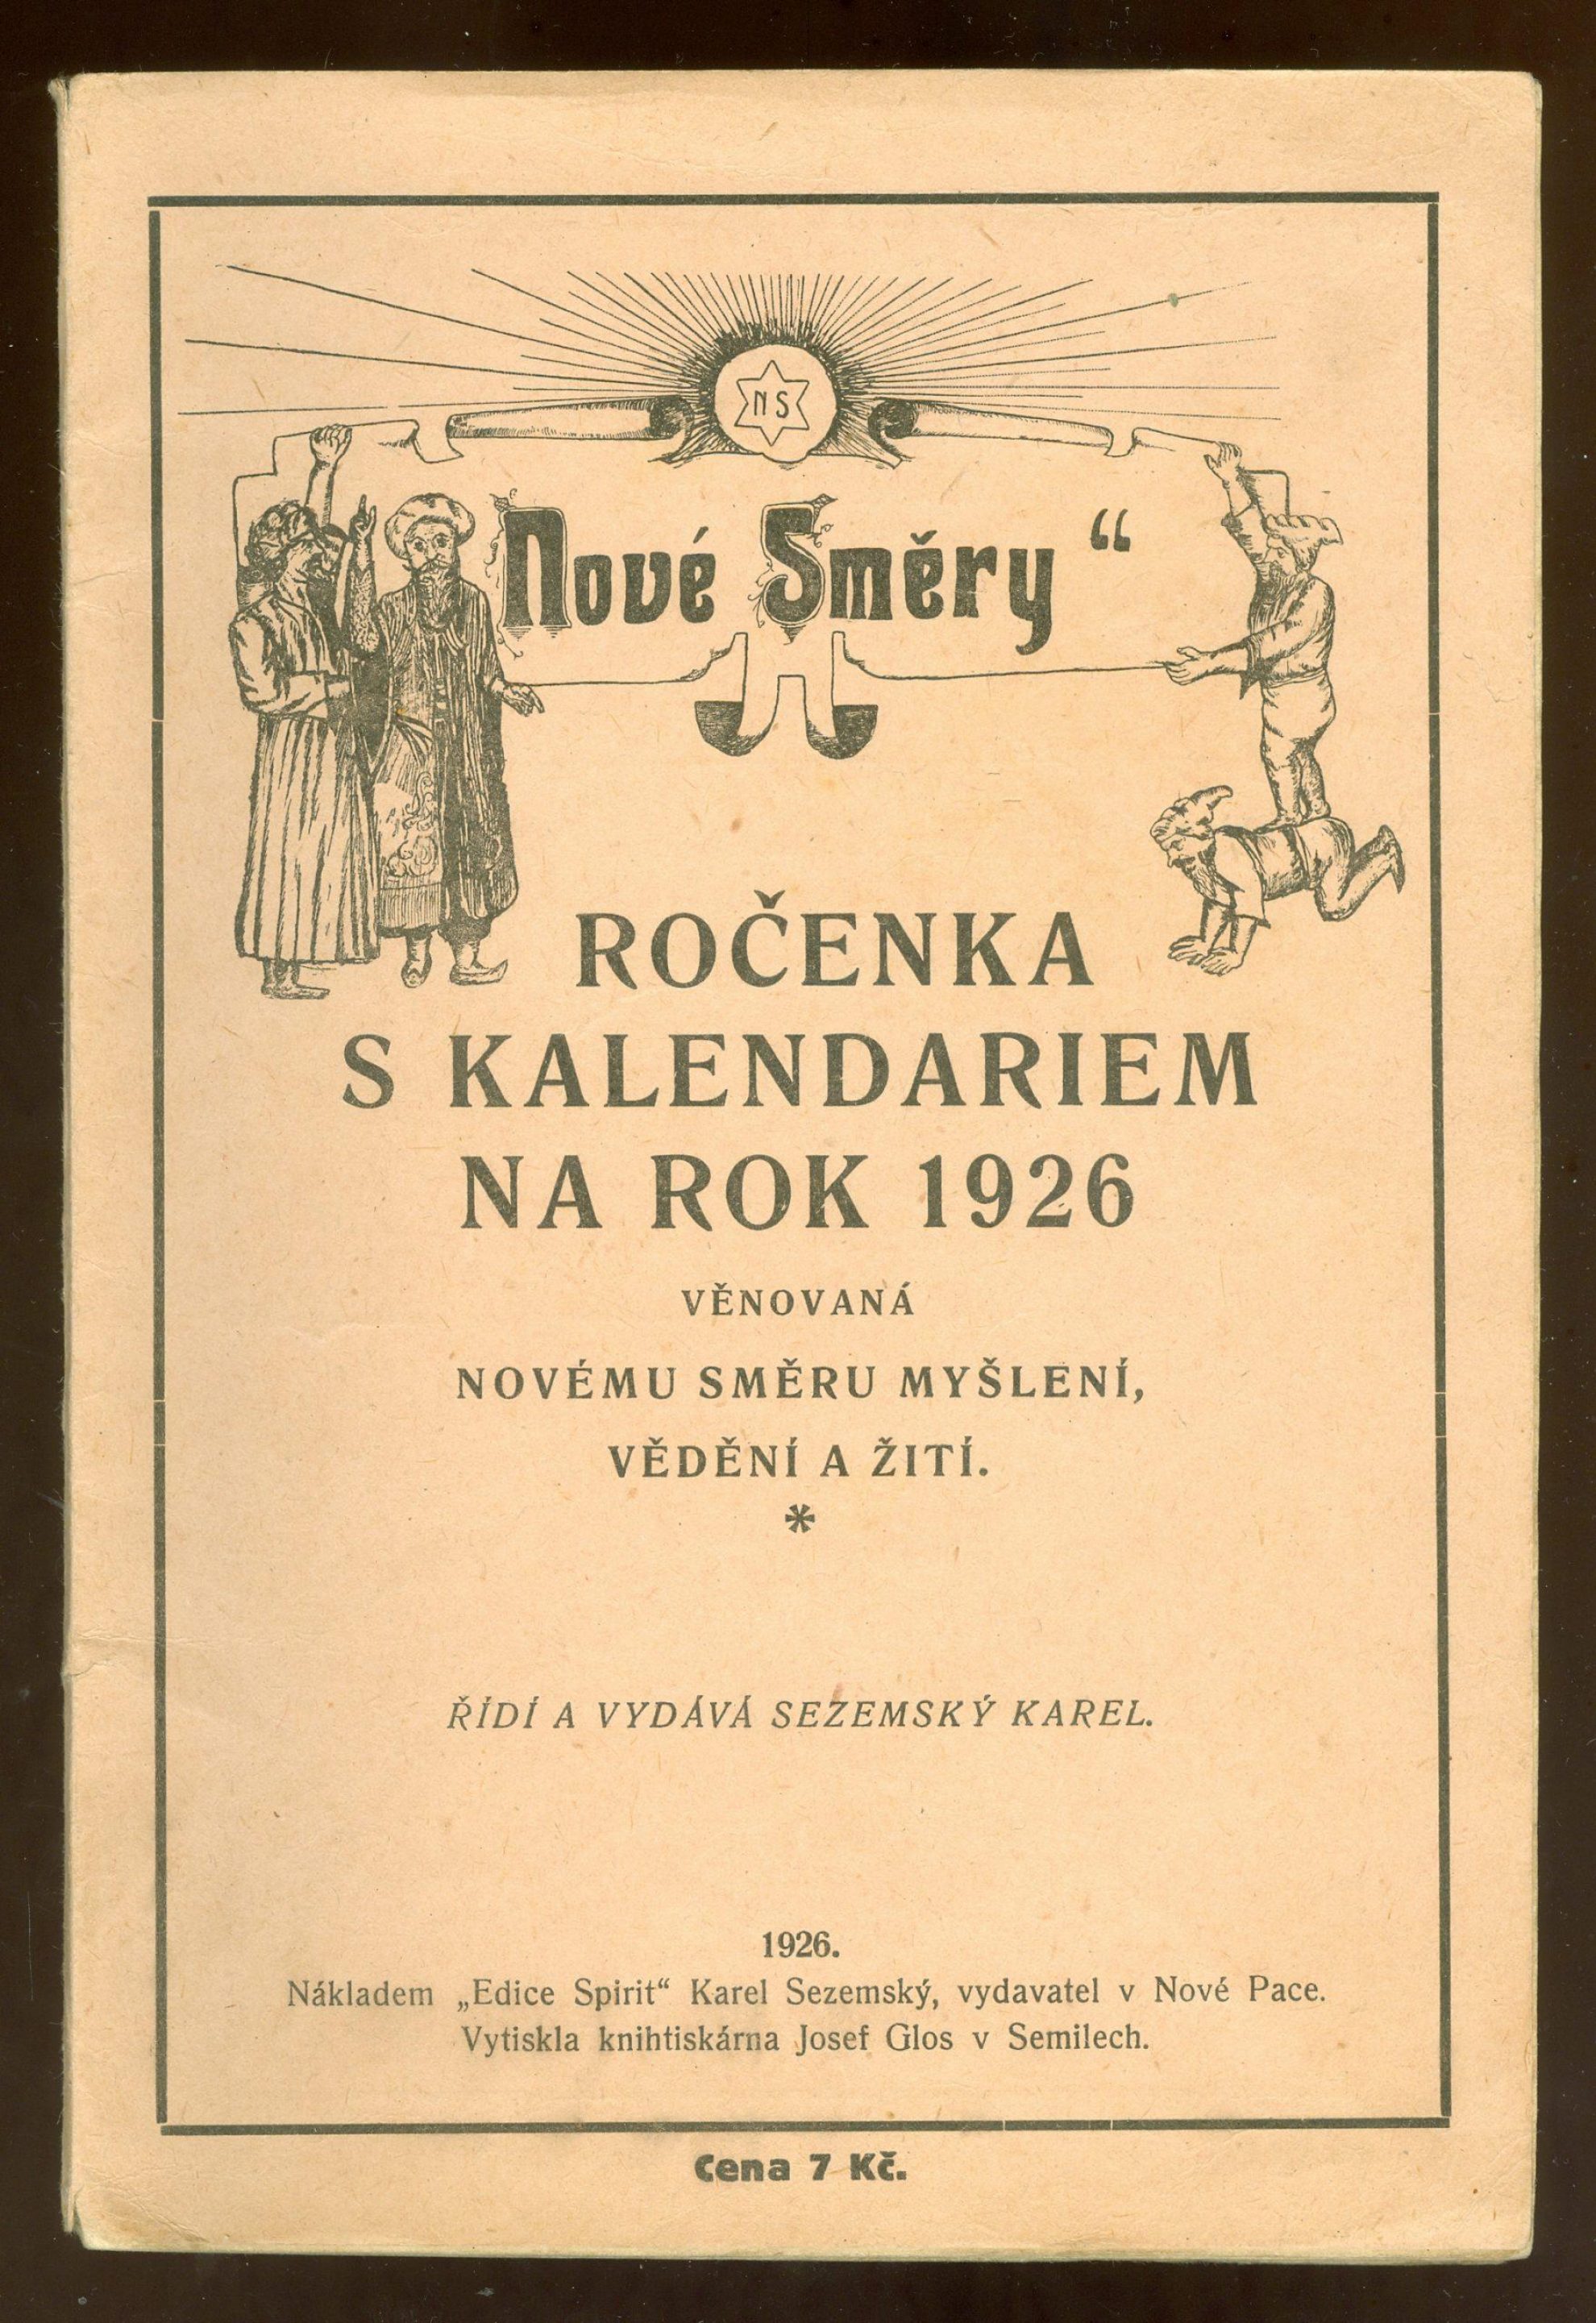 NS
Nové Směry “
ROČENKA
S KALENDARIEM
NA ROK 1926
VĚNOVANÁ
NOVÉMU SMĚRU MYŠLENÍ,
VĚDĚNÍ A ŽITÍ.
*
ŘÍDÍ A VYDÁVÁ SEZEMSKÝ KAREL.
1926.
Nákladem „Edice Spirit“ Karel Sezemský, vydavatel v Nové Pace.
Vytiskla knihtiskárna Josef Glos v Semilech.
Cena 7 Kč.